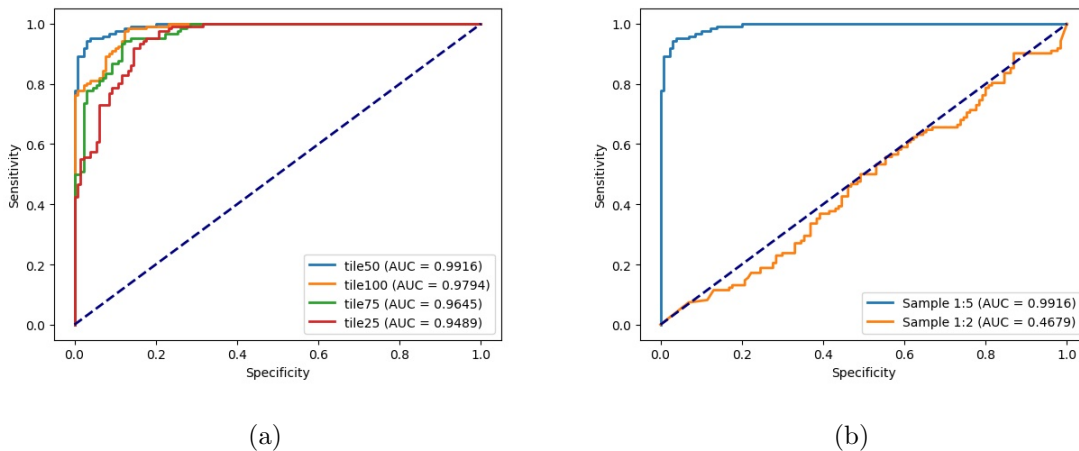 1.0
0.8
0.6
0.4
0.2
0.0
Sensitivity
tile50 (AUC = 0.9916)
tile100 (AUC = 0.9794)
tile75 (AUC = 0.9645)
tile25 (AUC = 0.9489)
0.0 0.2 0.4 0.6 0.8 1.0
Specificity
(a)
1.0
0.8
0.6
0.4
0.2
0.0
Sensitivity
Sample 1:5 (AUC = 0.9916)
Sample 1:2 (AUC = 0.4679)
0.0 0.2 0.4 0.6 0.8 1.0
Specificity
(b)